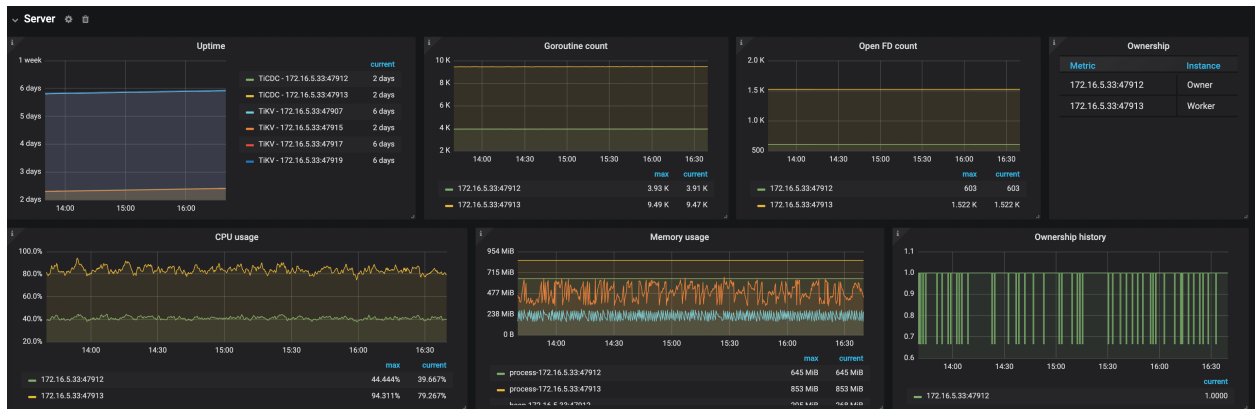 Server
Uptime
1 week
6 days
5 days
4 days
3 days
2 days
14:00 15:00 16:00
current
TiCDC - 172.16.5.33:47912 2 days
TiCDC - 172.16.5.33:47913 2 days
TiKV - 172.16.5.33:47907 6 days
TiKV - 172.16.5.33:47915 2 days
TiKV - 172.16.5.33:47917 6 days
TiKV - 172.16.5.33:47919 6 days
Goroutine count
10 K
8 K
6 K
4 K
2 K
14:00 14:30 15:00 15:30 16:00 16:30
max current
172.16.5.33:47912 3.93 K 3.91 K
172.16.5.33:47913 9.49 K 9.47 K
Open FD count
2.0 K
1.5 K
1.0 K
500
14:00 14:30 15:00 15:30 16:00 16:30
max current
172.16.5.33:47912 603 603
172.16.5.33:47913 1.522 K 1.522 K
Ownership
Metric Instance
172.16.5.33:47912 Owner
172.16.5.33:47913 Worker
CPU usage
100.0%
80.0%
60.0%
40.0%
20.0%
14:00 14:30 15:00 15:30 16:00 16:30
max current
172.16.5.33:47912 44.444% 39.667%
172.16.5.33:47913 94.311% 79.267%
Memory usage
954 MiB
715 MiB
477 MiB
238 MiB
0 B
14:00 14:30 15:00 15:30 16:00 16:30
max current
process-172.16.5.33:47912 645 MiB 645 MiB
process-172.16.5.33:47913 853 MiB 853 MiB
Ownership history
1.1
1.0
0.9
0.8
0.7
0.6
14:00 14:30 15:00 15:30 16:00 16:30
current
172.16.5.33:47912 1.0000